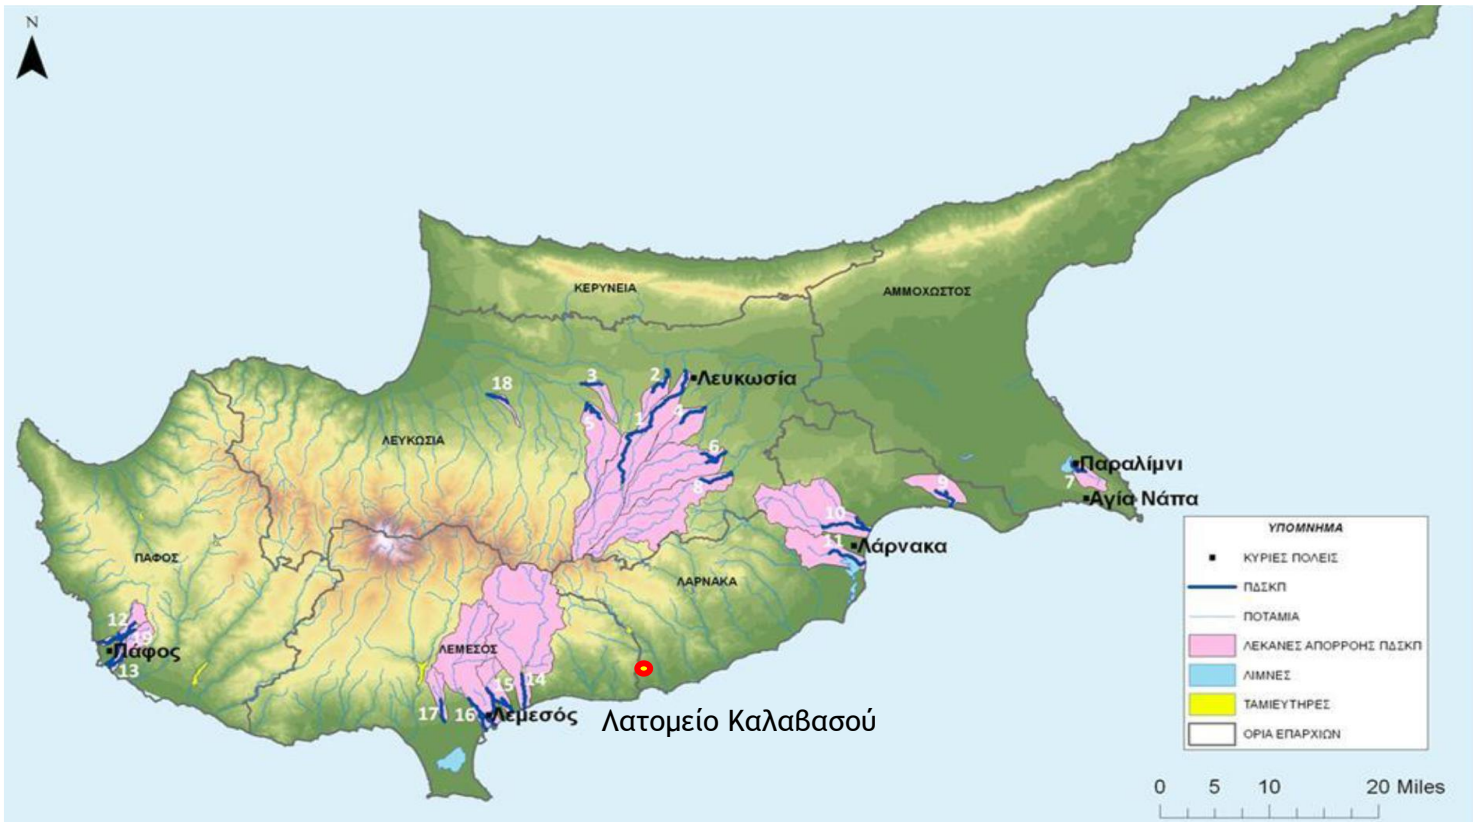 N
ΚΕΡΥΝΕΙΑ
ΑΜΜΟΧΩΣΤΟΣ
18
3
2
Λευκωσία
1
4
5
ΛΕΥΚΩΣΙΑ
6
8
Παραλίμνι
7
9
Αγία Νάπα
10
11
Λάρνακα
ΠΑΦΟΣ
ΛΑΡΝΑΚΑ
12
19
Πάφος
13
ΛΕΜΕΣΟΣ
14
15
16
17
Λεμεσός
Λατομείο Καλαβασού
ΥΠΟΜΝΗΜΑ
ΚΥΡΙΕΣ ΠΟΛΕΙΣ
ΠΔΣΚΠ
ΠΟΤΑΜΙΑ
ΛΕΚΑΝΕΣ ΑΠΟΡΡΟΗΣ ΠΔΣΚΠ
ΛΙΜΝΕΣ
ΤΑΜΙΕΥΤΗΡΕΣ
ΟΡΙΑ ΕΠΑΡΧΙΩΝ
0 5 10 20 Miles